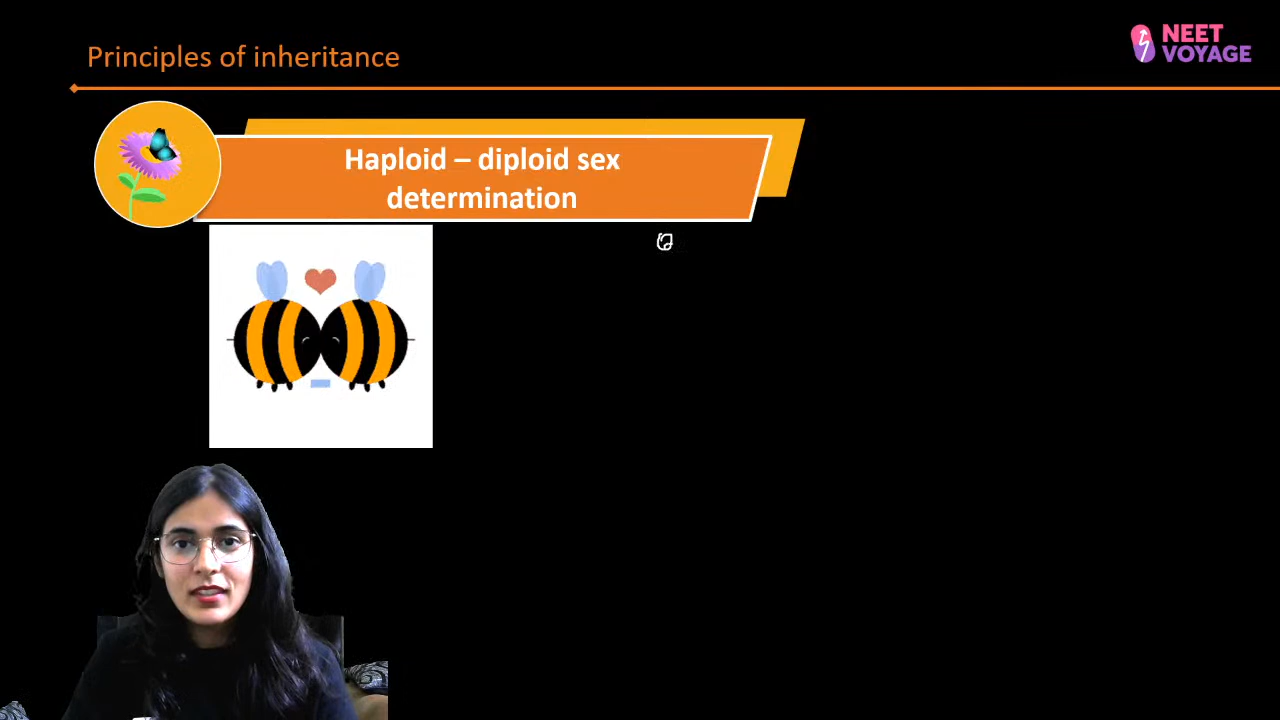 Principles of inheritance
NEET
VOYAGE
Haploid – diploid sex
determination